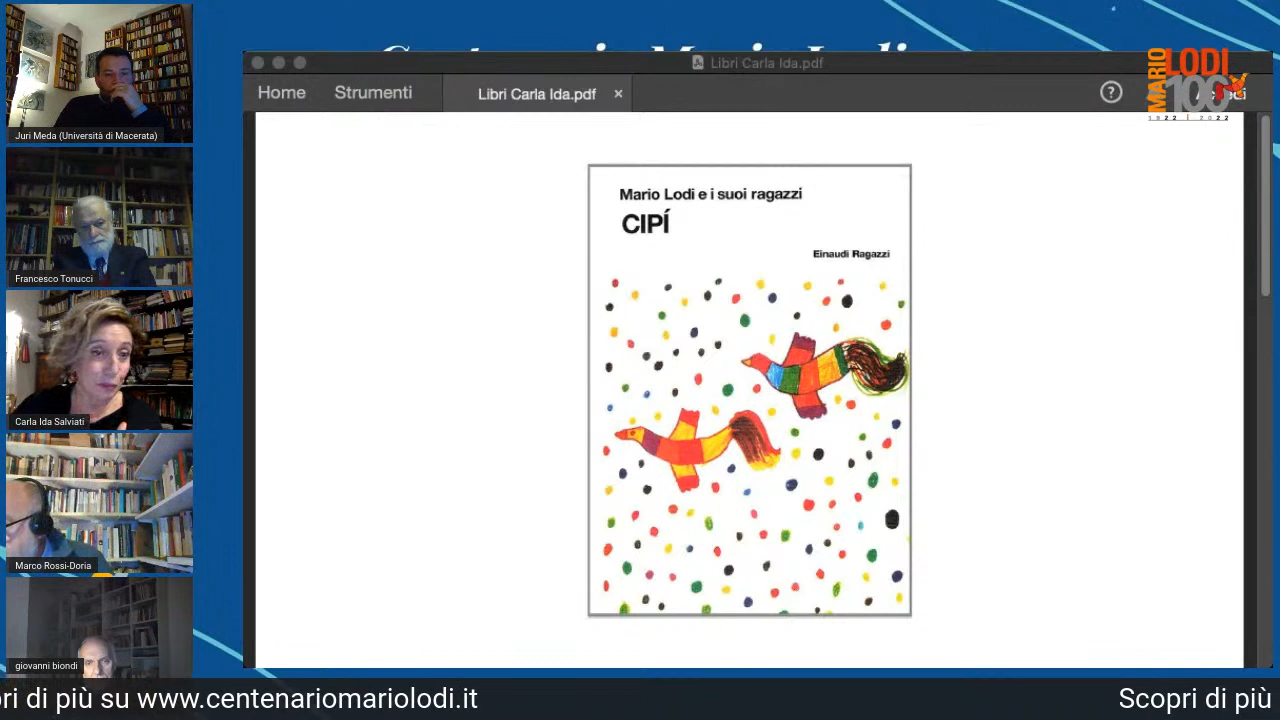 Juri Meda (Università di Macerata)
Francesco Tonucci
Carla Ida Salviati
Marco Rossi-Doria
giovanni biondi
Libri Carla Ida.pdf
Home
Strumenti
Libri Carla Ida.pdf ×
?
MARIO
LODI
100
1922 | 2022
Mario Lodi e i suoi ragazzi
CIPÍ
Einaudi Ragazzi
ri di più su www.centenariomariolodi.it
Scopri di più